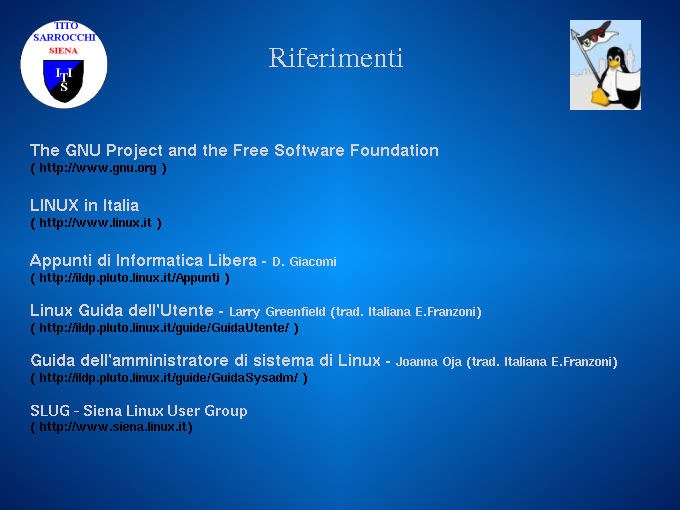 TITO
SARROCCHI
SIENA
I T I
S
Riferimenti
The GNU Project and the Free Software Foundation
( http://www.gnu.org )
LINUX in Italia
( http://www.linux.it )
Appunti di Informatica Libera - D. Giacomi
( http://ildp.pluto.linux.it/Appunti )
Linux Guida dell'Utente - Larry Greenfield (trad. Italiana E.Franzoni)
( http://ildp.pluto.linux.it/guide/GuidaUtente/ )
Guida dell'amministratore di sistema di Linux - Joanna Oja (trad. Italiana E.Franzoni)
( http://ildp.pluto.linux.it/guide/GuidaSysadm/ )
SLUG - Siena Linux User Group
( http://www.siena.linux.it)